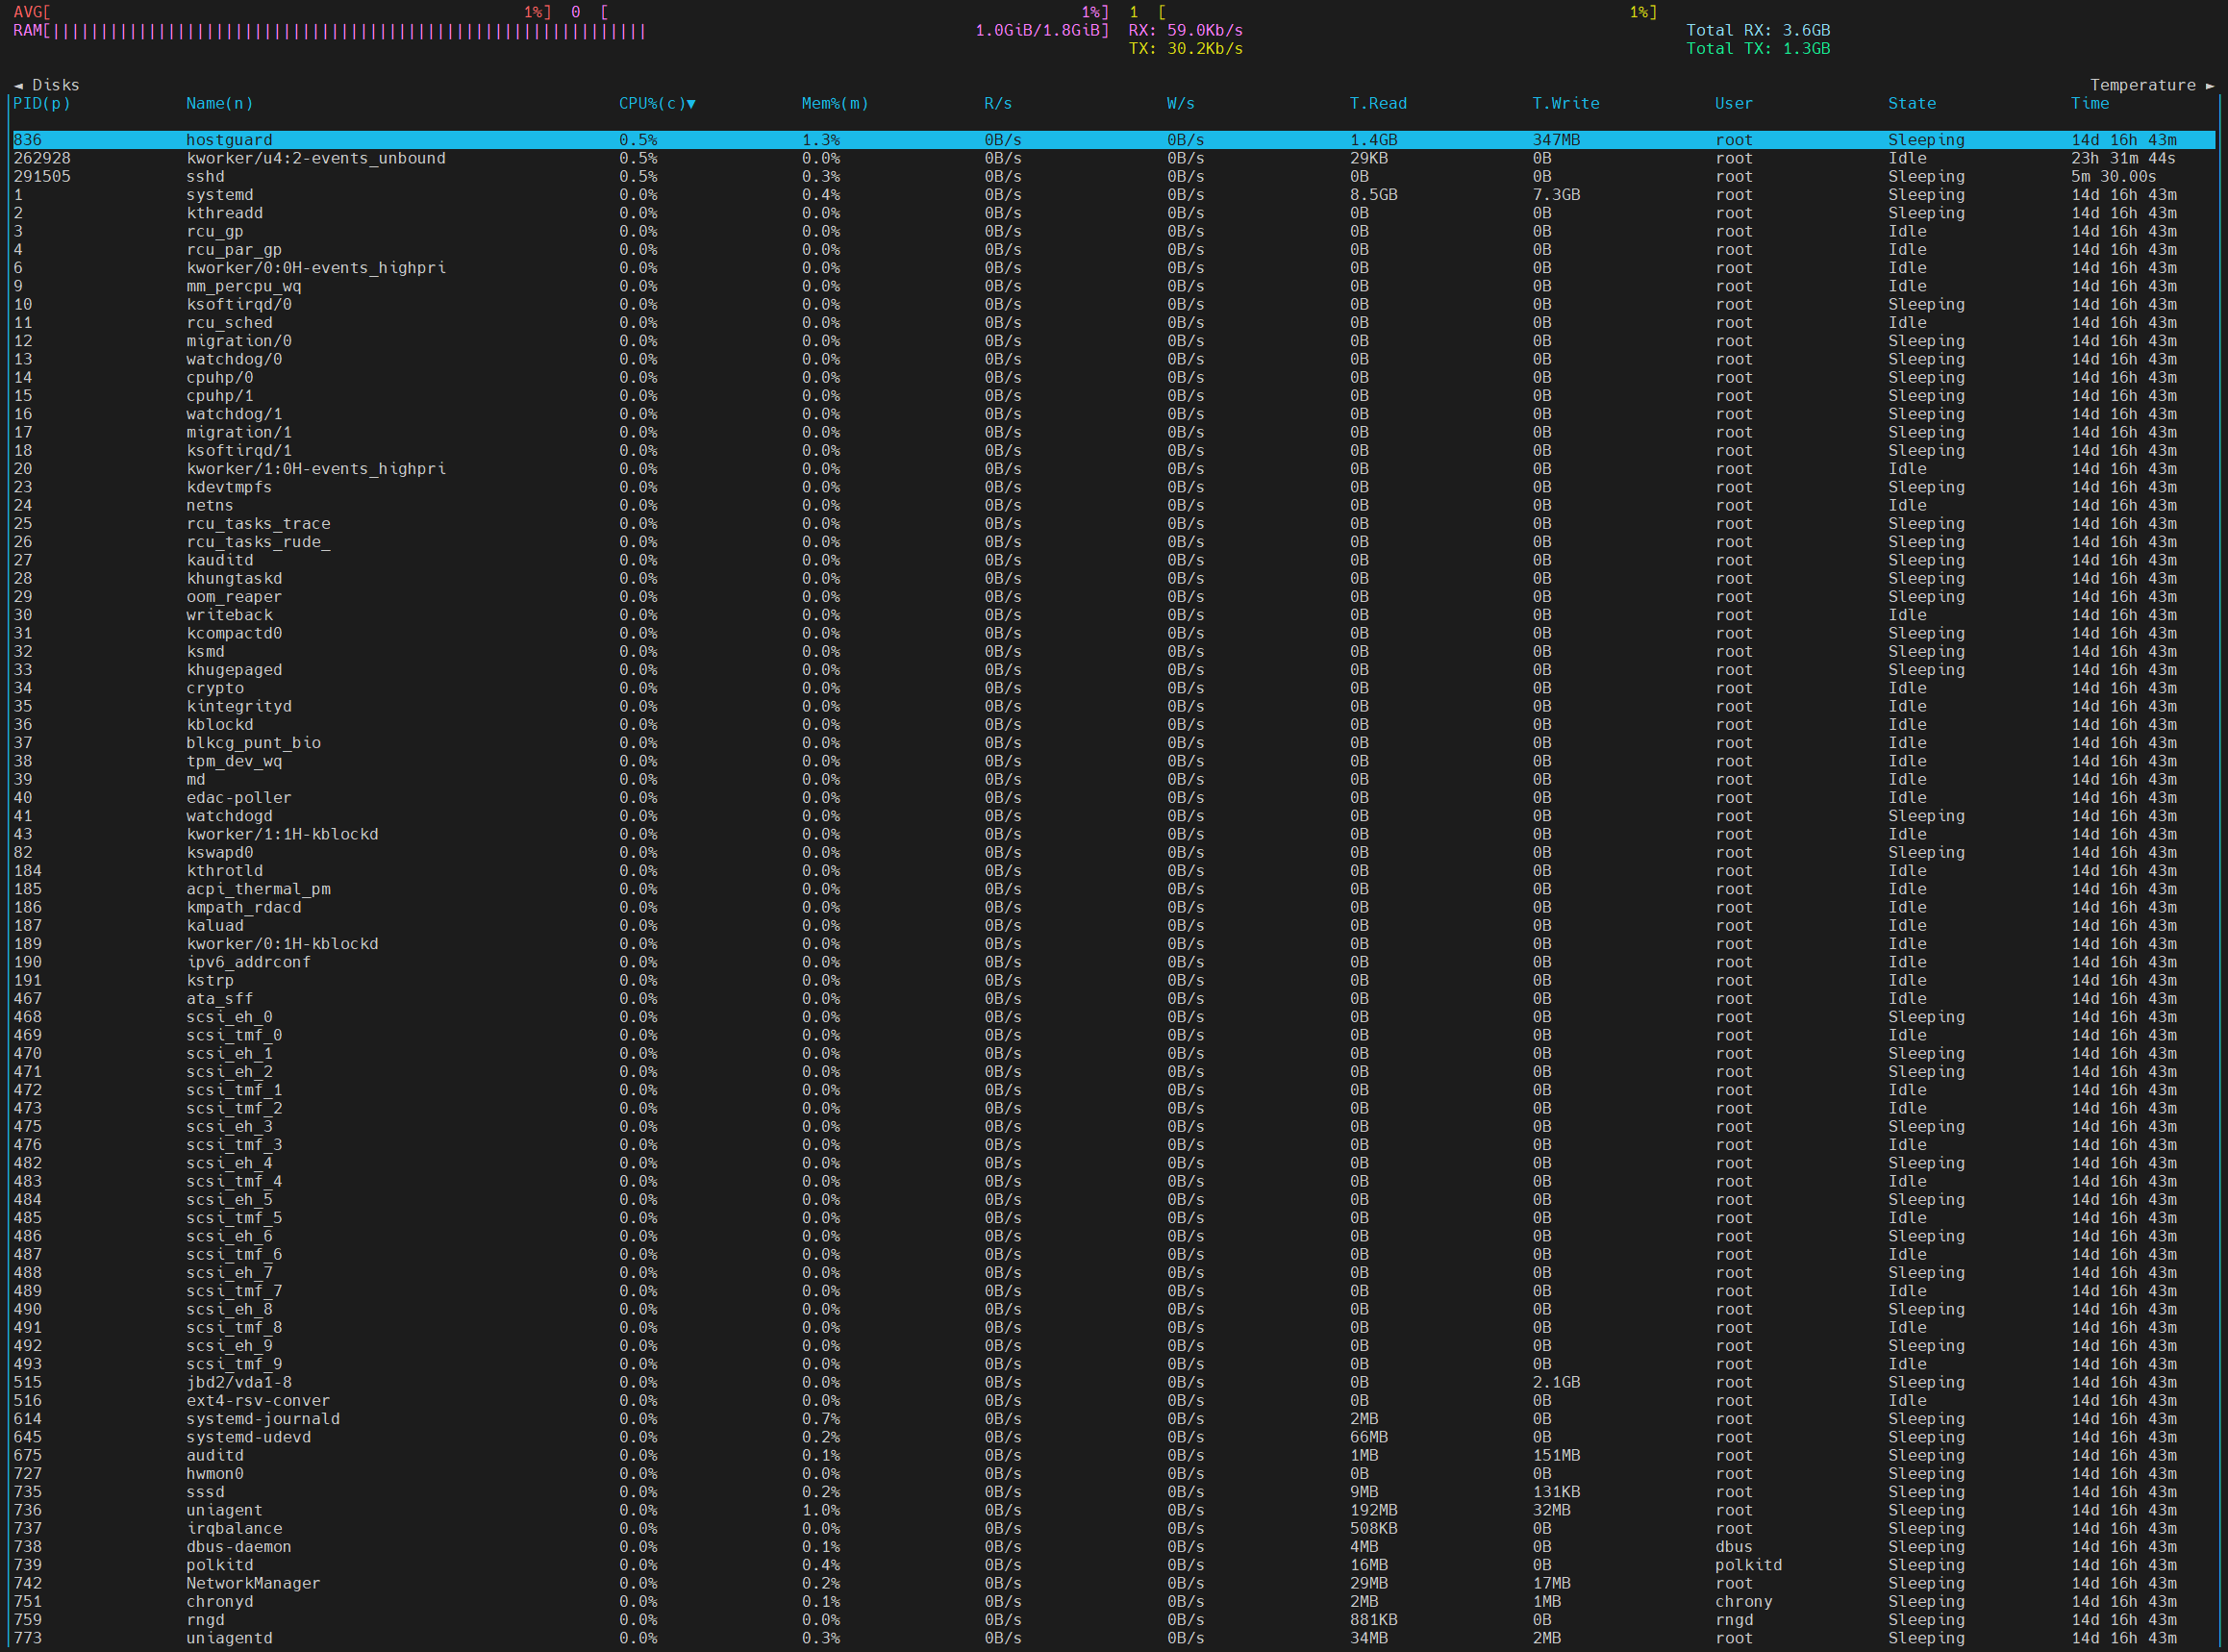 AVG[ 1%] 0 [ 1%] 1 [ 1%]
RAM[|||||||||||||||||||||||||||||||||||||||||||||||||||||||||||||| 1.0GiB/1.8GiB] RX: 59.0Kb/s Total RX: 3.6GB
TX: 30.2Kb/s Total TX: 1.3GB
◄ Disks Temperature ►
PID(p) Name(n) CPU%(c)▼ Mem%(m) R/s W/s T.Read T.Write User State Time
836 hostguard 0.5% 1.3% 0B/s 0B/s 1.4GB 347MB root Sleeping 14d 16h 43m
262928 kworker/u4:2-events_unbound 0.5% 0.0% 0B/s 0B/s 29KB 0B root Idle 23h 31m 44s
291505 sshd 0.5% 0.3% 0B/s 0B/s 0B 0B root Sleeping 5m 30.00s
1 systemd 0.0% 0.4% 0B/s 0B/s 8.5GB 7.3GB root Sleeping 14d 16h 43m
2 kthreadd 0.0% 0.0% 0B/s 0B/s 0B 0B root Sleeping 14d 16h 43m
3 rcu_gp 0.0% 0.0% 0B/s 0B/s 0B 0B root Idle 14d 16h 43m
4 rcu_par_gp 0.0% 0.0% 0B/s 0B/s 0B 0B root Idle 14d 16h 43m
6 kworker/0:0H-events_highpri 0.0% 0.0% 0B/s 0B/s 0B 0B root Idle 14d 16h 43m
9 mm_percpu_wq 0.0% 0.0% 0B/s 0B/s 0B 0B root Idle 14d 16h 43m
10 ksoftirqd/0 0.0% 0.0% 0B/s 0B/s 0B 0B root Sleeping 14d 16h 43m
11 rcu_sched 0.0% 0.0% 0B/s 0B/s 0B 0B root Idle 14d 16h 43m
12 migration/0 0.0% 0.0% 0B/s 0B/s 0B 0B root Sleeping 14d 16h 43m
13 watchdog/0 0.0% 0.0% 0B/s 0B/s 0B 0B root Sleeping 14d 16h 43m
14 cpuhp/0 0.0% 0.0% 0B/s 0B/s 0B 0B root Sleeping 14d 16h 43m
15 cpuhp/1 0.0% 0.0% 0B/s 0B/s 0B 0B root Sleeping 14d 16h 43m
16 watchdog/1 0.0% 0.0% 0B/s 0B/s 0B 0B root Sleeping 14d 16h 43m
17 migration/1 0.0% 0.0% 0B/s 0B/s 0B 0B root Sleeping 14d 16h 43m
18 ksoftirqd/1 0.0% 0.0% 0B/s 0B/s 0B 0B root Sleeping 14d 16h 43m
20 kworker/1:0H-events_highpri 0.0% 0.0% 0B/s 0B/s 0B 0B root Idle 14d 16h 43m
23 kdevtmpfs 0.0% 0.0% 0B/s 0B/s 0B 0B root Sleeping 14d 16h 43m
24 netns 0.0% 0.0% 0B/s 0B/s 0B 0B root Idle 14d 16h 43m
25 rcu_tasks_trace 0.0% 0.0% 0B/s 0B/s 0B 0B root Sleeping 14d 16h 43m
26 rcu_tasks_rude_ 0.0% 0.0% 0B/s 0B/s 0B 0B root Sleeping 14d 16h 43m
27 kauditd 0.0% 0.0% 0B/s 0B/s 0B 0B root Sleeping 14d 16h 43m
28 khungtaskd 0.0% 0.0% 0B/s 0B/s 0B 0B root Sleeping 14d 16h 43m
29 oom_reaper 0.0% 0.0% 0B/s 0B/s 0B 0B root Sleeping 14d 16h 43m
30 writeback 0.0% 0.0% 0B/s 0B/s 0B 0B root Idle 14d 16h 43m
31 kcompactd0 0.0% 0.0% 0B/s 0B/s 0B 0B root Sleeping 14d 16h 43m
32 ksmd 0.0% 0.0% 0B/s 0B/s 0B 0B root Sleeping 14d 16h 43m
33 khugepaged 0.0% 0.0% 0B/s 0B/s 0B 0B root Sleeping 14d 16h 43m
34 crypto 0.0% 0.0% 0B/s 0B/s 0B 0B root Idle 14d 16h 43m
35 kintegrityd 0.0% 0.0% 0B/s 0B/s 0B 0B root Idle 14d 16h 43m
36 kblockd 0.0% 0.0% 0B/s 0B/s 0B 0B root Idle 14d 16h 43m
37 blkcg_punt_bio 0.0% 0.0% 0B/s 0B/s 0B 0B root Idle 14d 16h 43m
38 tpm_dev_wq 0.0% 0.0% 0B/s 0B/s 0B 0B root Idle 14d 16h 43m
39 md 0.0% 0.0% 0B/s 0B/s 0B 0B root Idle 14d 16h 43m
40 edac-poller 0.0% 0.0% 0B/s 0B/s 0B 0B root Idle 14d 16h 43m
41 watchdogd 0.0% 0.0% 0B/s 0B/s 0B 0B root Sleeping 14d 16h 43m
43 kworker/1:1H-kblockd 0.0% 0.0% 0B/s 0B/s 0B 0B root Idle 14d 16h 43m
82 kswapd0 0.0% 0.0% 0B/s 0B/s 0B 0B root Sleeping 14d 16h 43m
184 kthrotld 0.0% 0.0% 0B/s 0B/s 0B 0B root Idle 14d 16h 43m
185 acpi_thermal_pm 0.0% 0.0% 0B/s 0B/s 0B 0B root Idle 14d 16h 43m
186 kmpath_rdacd 0.0% 0.0% 0B/s 0B/s 0B 0B root Idle 14d 16h 43m
187 kaluad 0.0% 0.0% 0B/s 0B/s 0B 0B root Idle 14d 16h 43m
189 kworker/0:1H-kblockd 0.0% 0.0% 0B/s 0B/s 0B 0B root Idle 14d 16h 43m
190 ipv6_addrconf 0.0% 0.0% 0B/s 0B/s 0B 0B root Idle 14d 16h 43m
191 kstrp 0.0% 0.0% 0B/s 0B/s 0B 0B root Idle 14d 16h 43m
467 ata_sff 0.0% 0.0% 0B/s 0B/s 0B 0B root Idle 14d 16h 43m
468 scsi_eh_0 0.0% 0.0% 0B/s 0B/s 0B 0B root Sleeping 14d 16h 43m
469 scsi_tmf_0 0.0% 0.0% 0B/s 0B/s 0B 0B root Idle 14d 16h 43m
470 scsi_eh_1 0.0% 0.0% 0B/s 0B/s 0B 0B root Sleeping 14d 16h 43m
471 scsi_eh_2 0.0% 0.0% 0B/s 0B/s 0B 0B root Sleeping 14d 16h 43m
472 scsi_tmf_1 0.0% 0.0% 0B/s 0B/s 0B 0B root Idle 14d 16h 43m
473 scsi_tmf_2 0.0% 0.0% 0B/s 0B/s 0B 0B root Idle 14d 16h 43m
475 scsi_eh_3 0.0% 0.0% 0B/s 0B/s 0B 0B root Sleeping 14d 16h 43m
476 scsi_tmf_3 0.0% 0.0% 0B/s 0B/s 0B 0B root Idle 14d 16h 43m
482 scsi_eh_4 0.0% 0.0% 0B/s 0B/s 0B 0B root Sleeping 14d 16h 43m
483 scsi_tmf_4 0.0% 0.0% 0B/s 0B/s 0B 0B root Idle 14d 16h 43m
484 scsi_eh_5 0.0% 0.0% 0B/s 0B/s 0B 0B root Sleeping 14d 16h 43m
485 scsi_tmf_5 0.0% 0.0% 0B/s 0B/s 0B 0B root Idle 14d 16h 43m
486 scsi_eh_6 0.0% 0.0% 0B/s 0B/s 0B 0B root Sleeping 14d 16h 43m
487 scsi_tmf_6 0.0% 0.0% 0B/s 0B/s 0B 0B root Idle 14d 16h 43m
488 scsi_eh_7 0.0% 0.0% 0B/s 0B/s 0B 0B root Sleeping 14d 16h 43m
489 scsi_tmf_7 0.0% 0.0% 0B/s 0B/s 0B 0B root Idle 14d 16h 43m
490 scsi_eh_8 0.0% 0.0% 0B/s 0B/s 0B 0B root Sleeping 14d 16h 43m
491 scsi_tmf_8 0.0% 0.0% 0B/s 0B/s 0B 0B root Idle 14d 16h 43m
492 scsi_eh_9 0.0% 0.0% 0B/s 0B/s 0B 0B root Sleeping 14d 16h 43m
493 scsi_tmf_9 0.0% 0.0% 0B/s 0B/s 0B 0B root Idle 14d 16h 43m
515 jbd2/vda1-8 0.0% 0.0% 0B/s 0B/s 0B 2.1GB root Sleeping 14d 16h 43m
516 ext4-rsv-conver 0.0% 0.0% 0B/s 0B/s 0B 0B root Idle 14d 16h 43m
614 systemd-journald 0.0% 0.7% 0B/s 0B/s 2MB 0B root Sleeping 14d 16h 43m
645 systemd-udevd 0.0% 0.2% 0B/s 0B/s 66MB 0B root Sleeping 14d 16h 43m
675 auditd 0.0% 0.1% 0B/s 0B/s 1MB 151MB root Sleeping 14d 16h 43m
727 hwmon0 0.0% 0.0% 0B/s 0B/s 0B 0B root Sleeping 14d 16h 43m
735 sssd 0.0% 0.2% 0B/s 0B/s 9MB 131KB root Sleeping 14d 16h 43m
736 uniagent 0.0% 1.0% 0B/s 0B/s 192MB 32MB root Sleeping 14d 16h 43m
737 irqbalance 0.0% 0.0% 0B/s 0B/s 508KB 0B root Sleeping 14d 16h 43m
738 dbus-daemon 0.0% 0.1% 0B/s 0B/s 4MB 0B dbus Sleeping 14d 16h 43m
739 polkitd 0.0% 0.4% 0B/s 0B/s 16MB 0B polkitd Sleeping 14d 16h 43m
742 NetworkManager 0.0% 0.2% 0B/s 0B/s 29MB 17MB root Sleeping 14d 16h 43m
751 chronyd 0.0% 0.1% 0B/s 0B/s 2MB 1MB chrony Sleeping 14d 16h 43m
759 rngd 0.0% 0.0% 0B/s 0B/s 881KB 0B rngd Sleeping 14d 16h 43m
773 uniagentd 0.0% 0.3% 0B/s 0B/s 34MB 2MB root Sleeping 14d 16h 43m